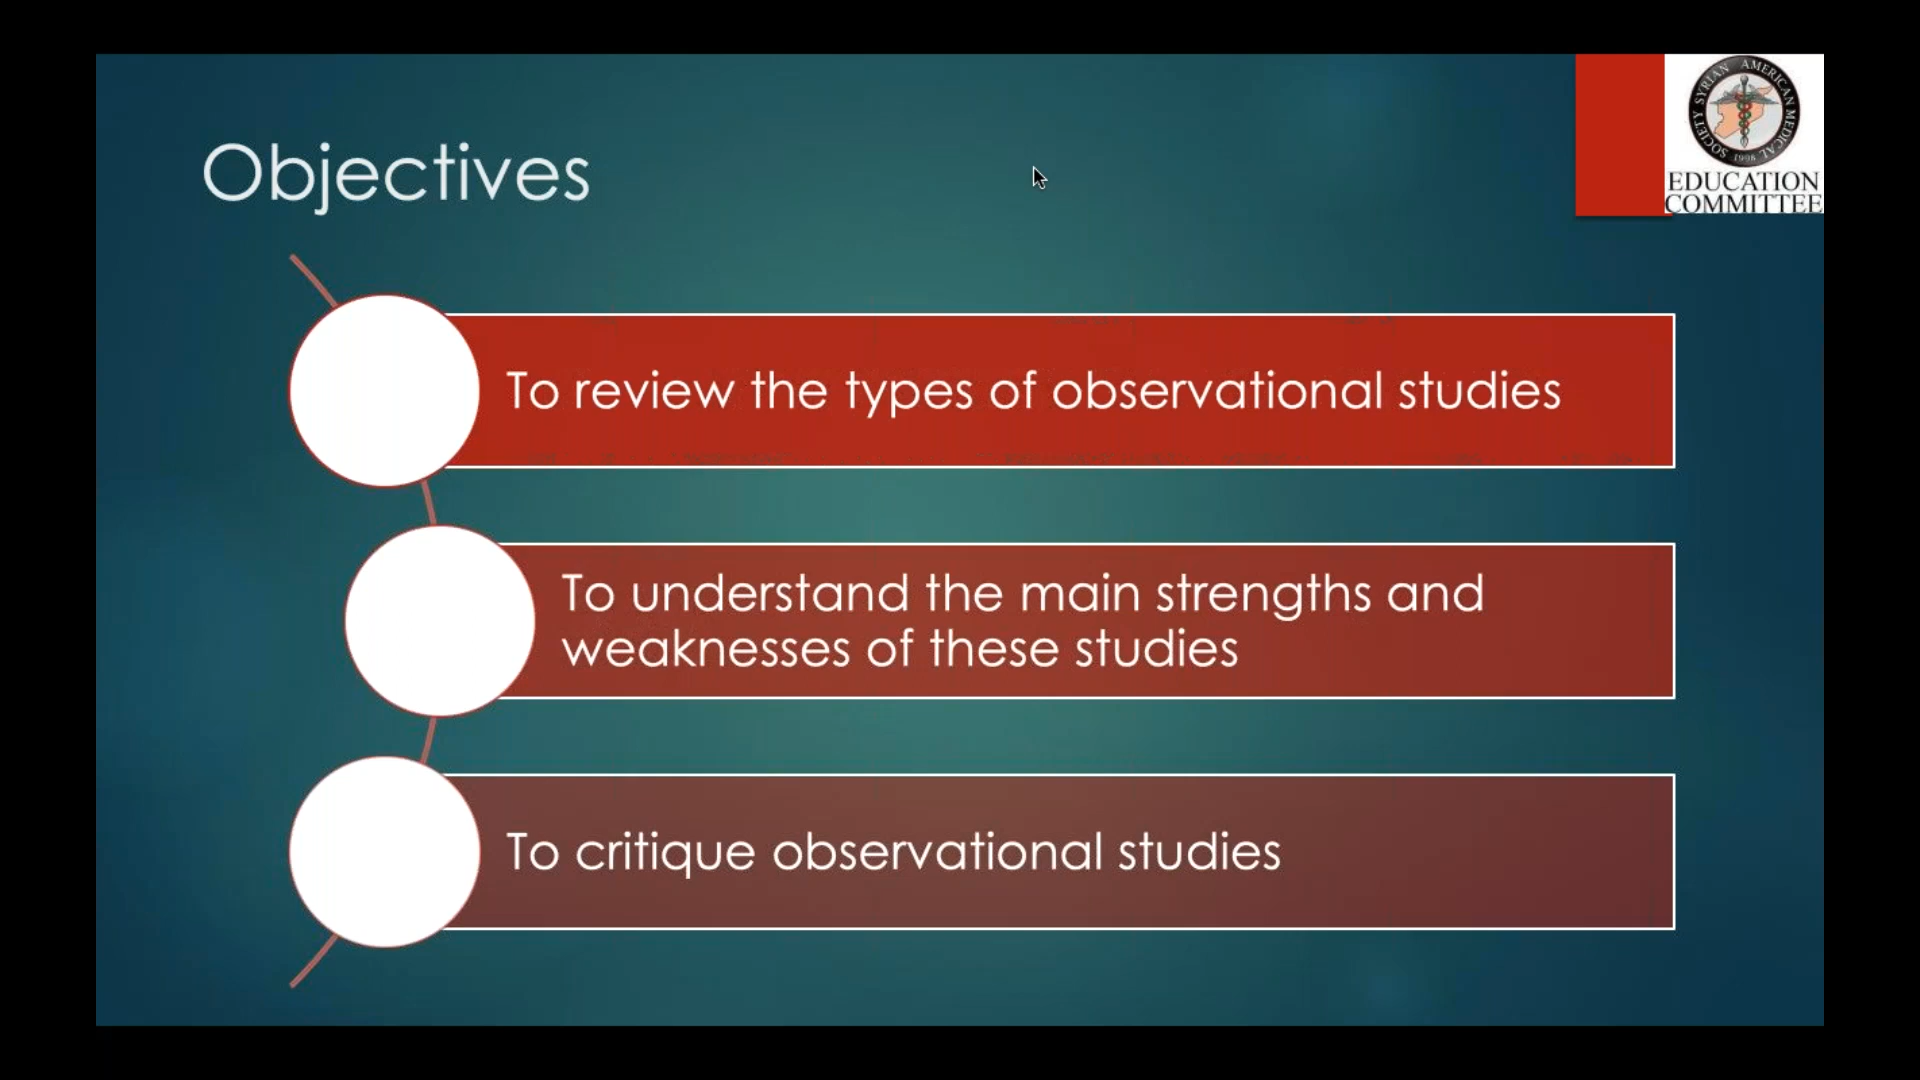 SYRIAN AMERICAN MEDICAL SOCIETY
1998
EDUCATION
COMMITTEE
Objectives
To review the types of observational studies
To understand the main strengths and
weaknesses of these studies
To critique observational studies